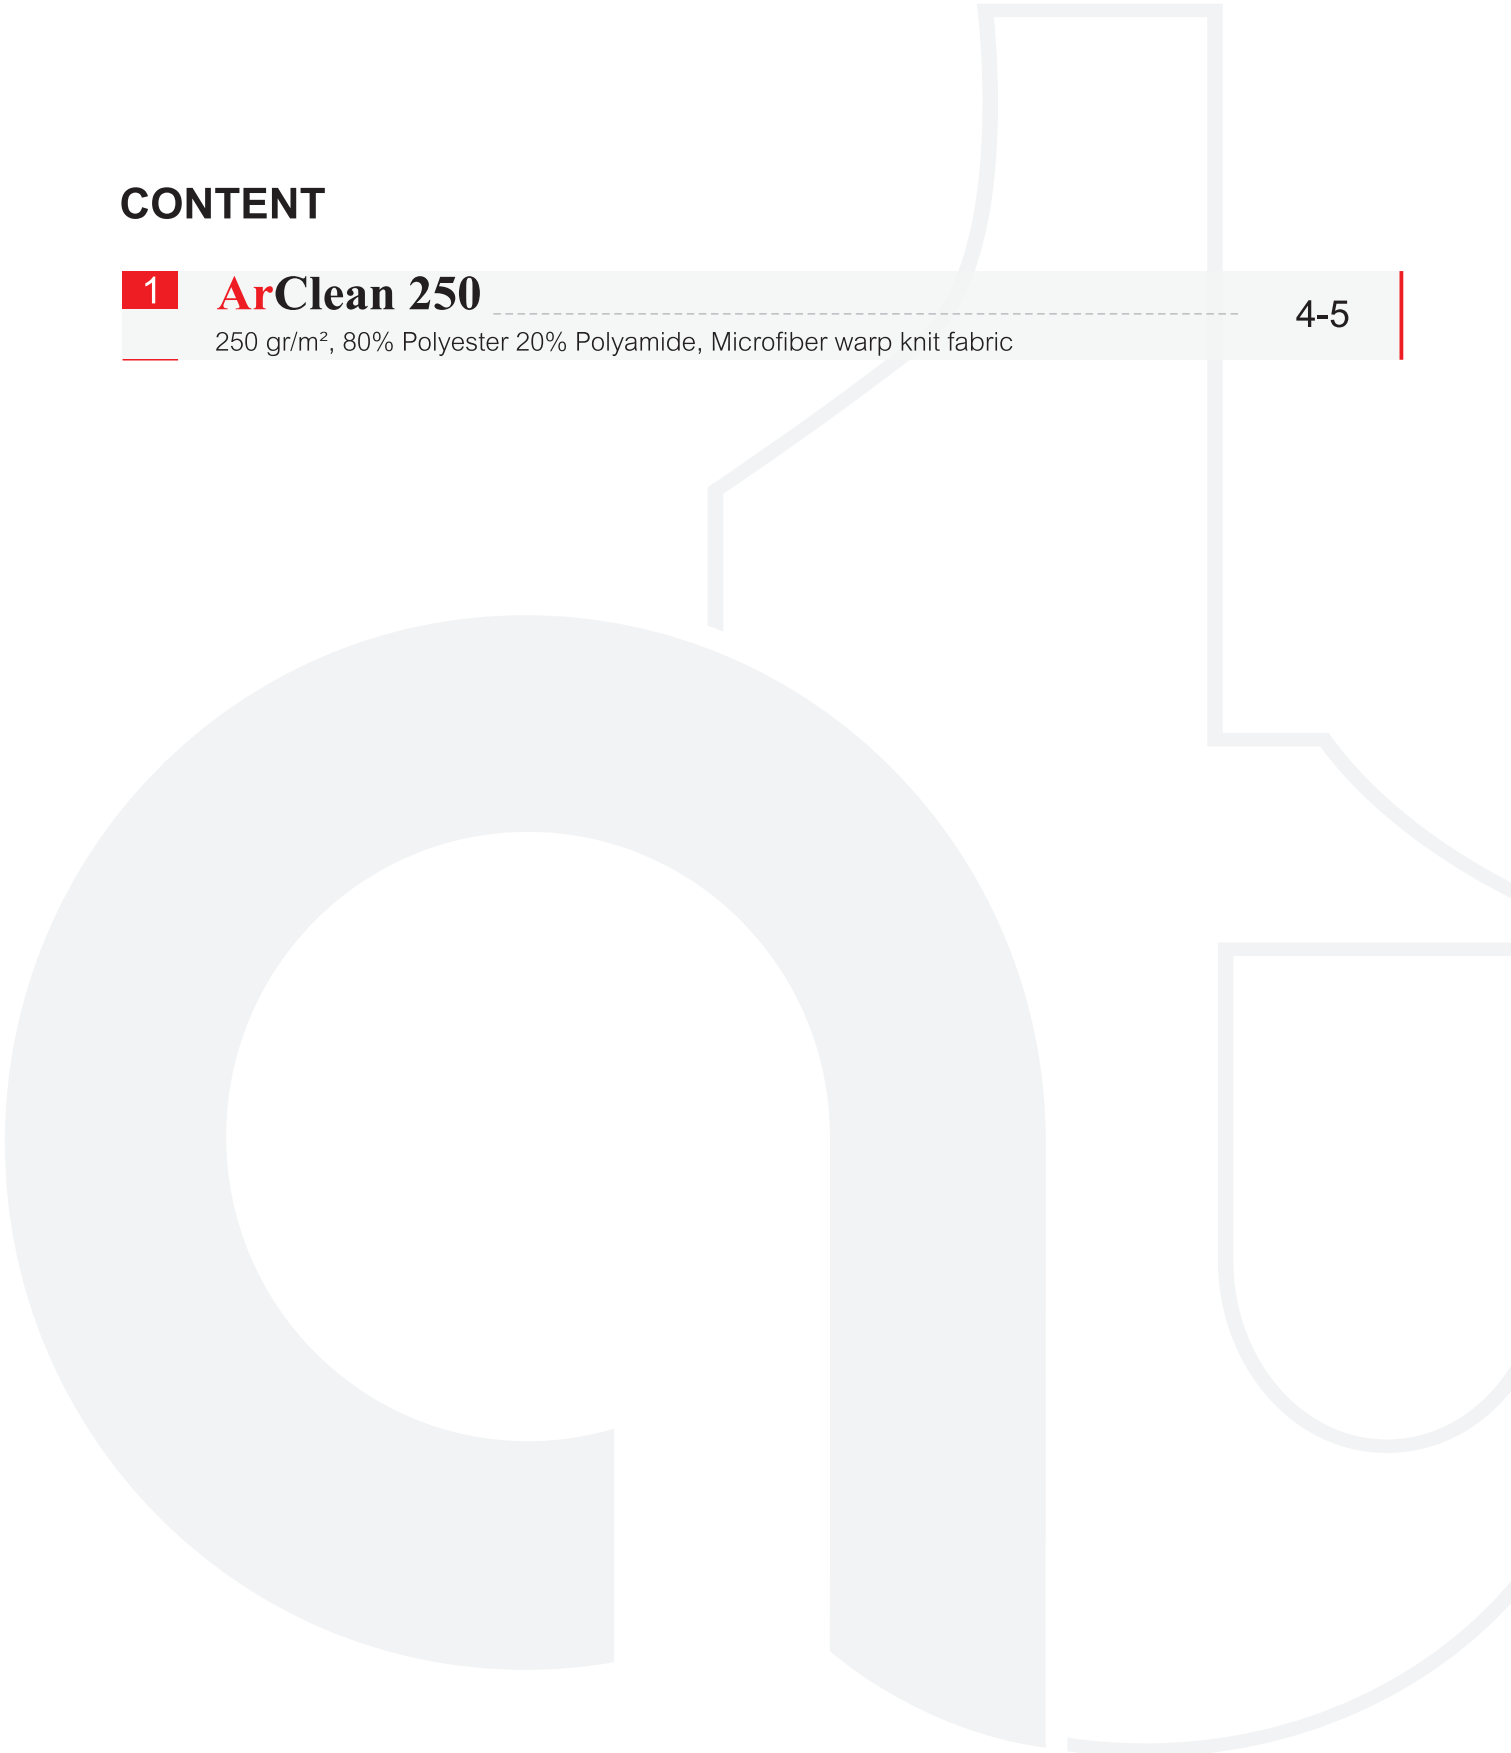 CONTENT
1
ArClean 250
4-5
250 gr/m², 80% Polyester 20% Polyamide, Microfiber warp knit fabric